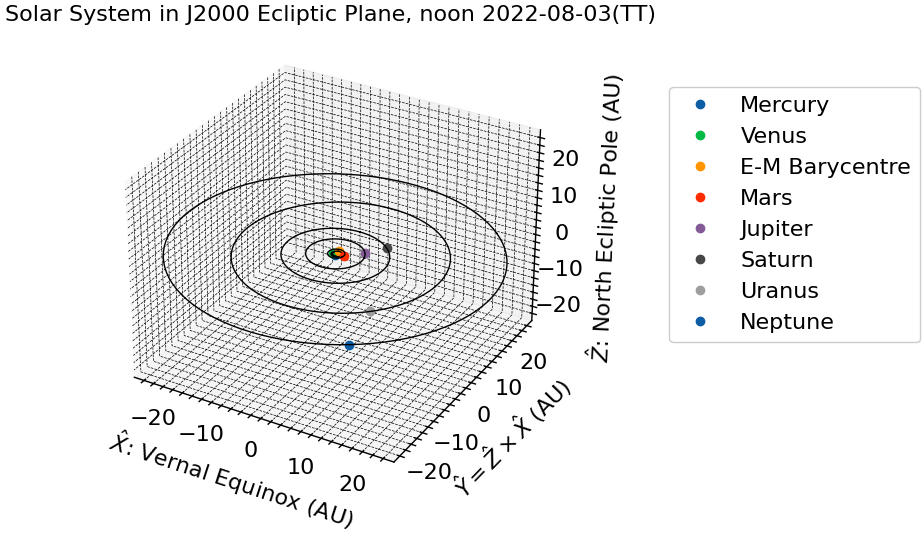 Solar System in J2000 Ecliptic Plane, noon 2022-08-03(TT)
Mercury
Venus
E-M Barycentre
Mars
Jupiter
Saturn
Uranus
Neptune
20
10
0
−10
−20
Ẑ: North Ecliptic Pole (AU)
20
10
0
−10
−20
Ŷ=Ẑ×X̂ (AU)
−20
−10
0
10
20
X̂: Vernal Equinox (AU)